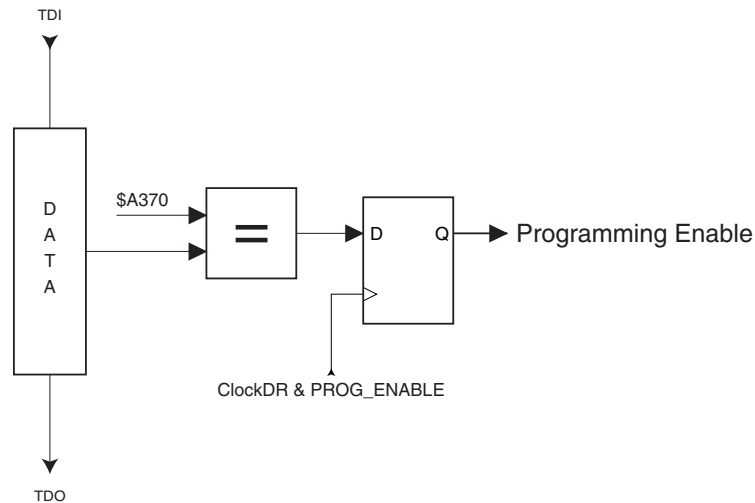 TDI
D
A
T
A
$A370
=
D
Q
Programming Enable
ClockDR & PROG_ENABLE
TDO